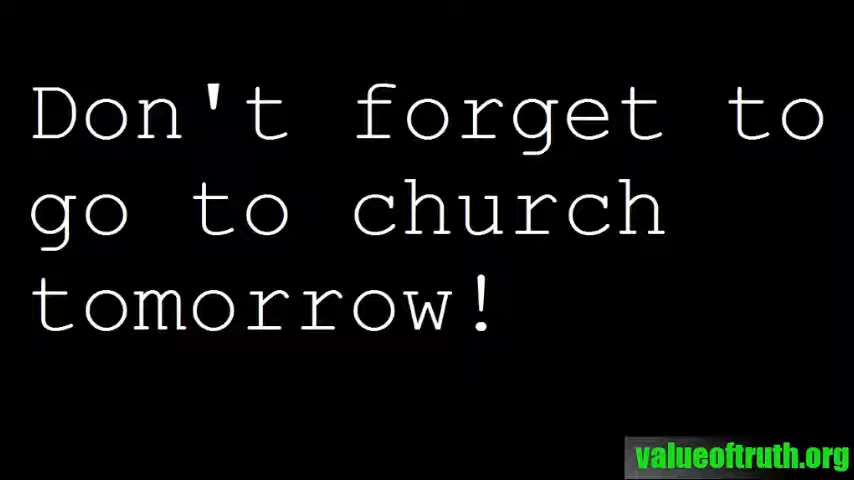 Don't forget to
go to church
tomorrow!
valueoftruth.org